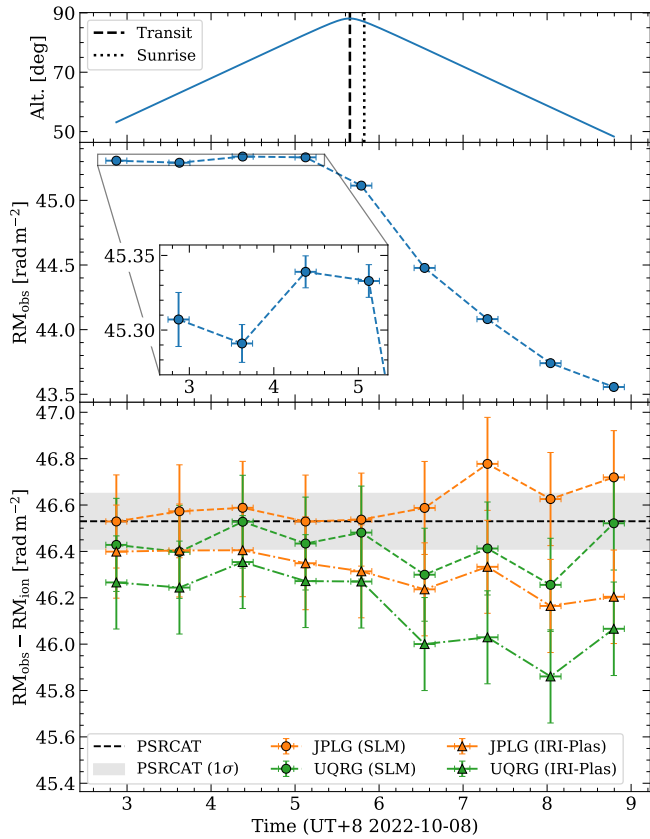 90
70
50
Alt. [deg]
Transit
Sunrise
45.0
44.5
44.0
43.5
RM_obs [rad m⁻²]
45.35
45.30
3 4 5
47.0
46.8
46.6
46.4
46.2
46.0
45.8
45.6
45.4
RM_obs − RM_ion [rad m⁻²]
PSRCAT
PSRCAT (1σ)
JPLG (SLM)
UQRG (SLM)
JPLG (IRI-Plas)
UQRG (IRI-Plas)
3 4 5 6 7 8 9
Time (UT+8 2022-10-08)